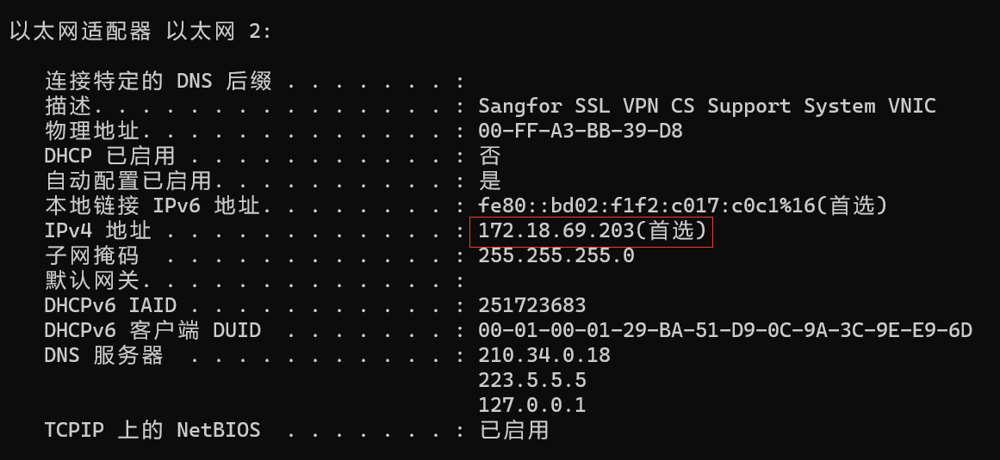 以太网适配器 以太网 2:
连接特定的 DNS 后缀 . . . . . . . :
描述. . . . . . . . . . . . . . . : Sangfor SSL VPN CS Support System VNIC
物理地址. . . . . . . . . . . . . : 00-FF-A3-BB-39-D8
DHCP 已启用 . . . . . . . . . . . : 否
自动配置已启用. . . . . . . . . . : 是
本地链接 IPv6 地址. . . . . . . . : fe80::bd02:f1f2:c017:c0c1%16(首选)
IPv4 地址 . . . . . . . . . . . . : 172.18.69.203(首选)
子网掩码  . . . . . . . . . . . . : 255.255.255.0
默认网关. . . . . . . . . . . . . :
DHCPv6 IAID . . . . . . . . . . . : 251723683
DHCPv6 客户端 DUID  . . . . . . . : 00-01-00-01-29-BA-51-D9-0C-9A-3C-9E-E9-6D
DNS 服务器  . . . . . . . . . . . : 210.34.0.18
223.5.5.5
127.0.0.1
TCPIP 上的 NetBIOS  . . . . . . . : 已启用